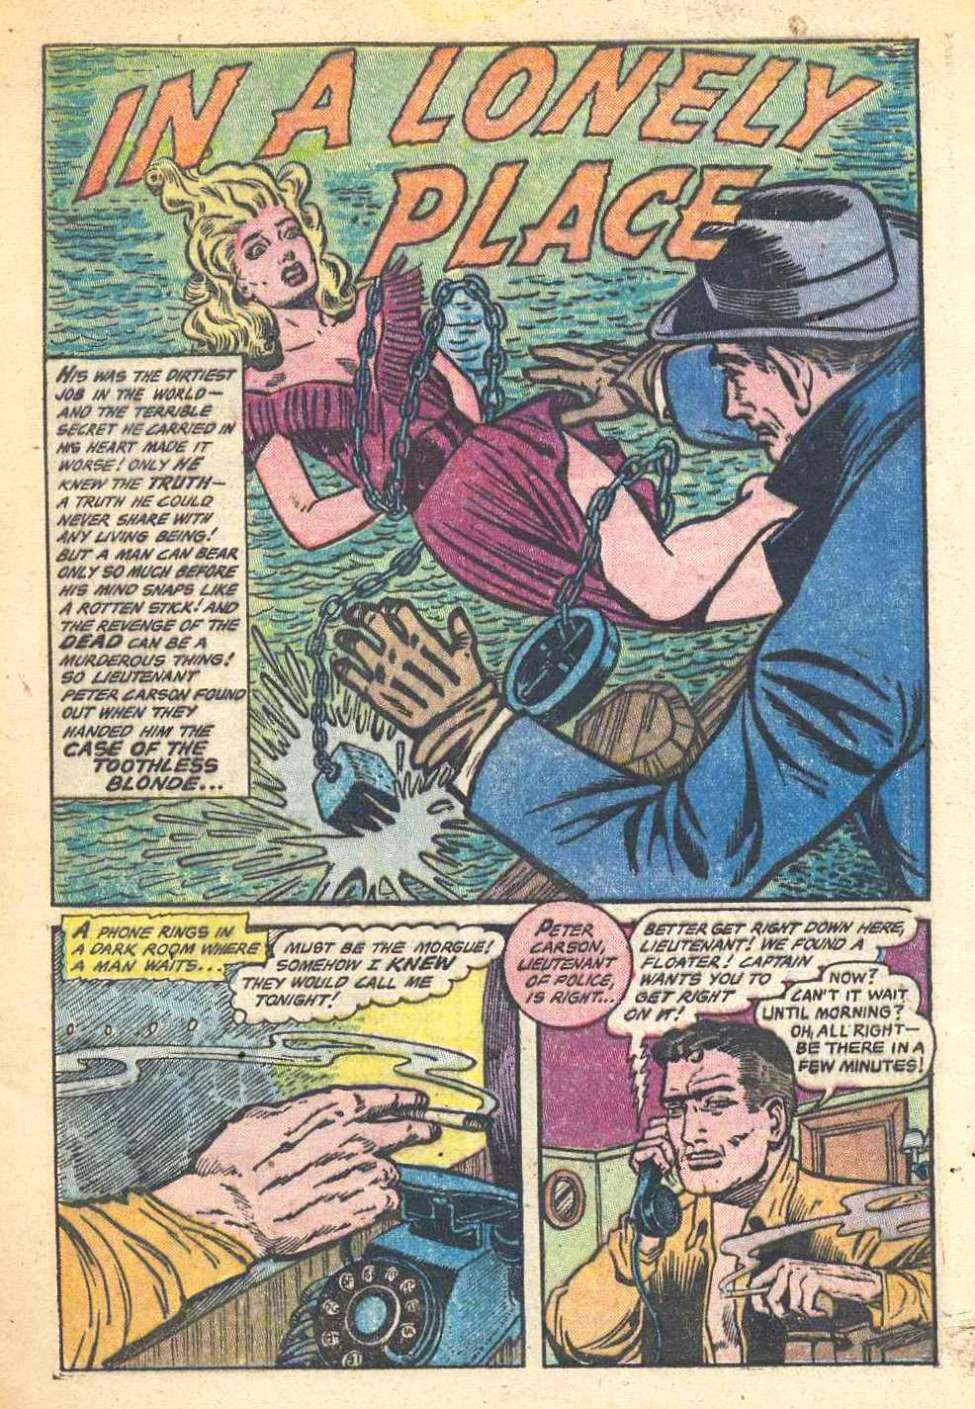 IN A LONELY
PLACE
HIS WAS THE DIRTIEST
JOB IN THE WORLD—
AND THE TERRIBLE
SECRET HE CARRIED IN
HIS HEART MADE IT
WORSE! ONLY HE
KNEW THE TRUTH—
A TRUTH HE COULD
NEVER SHARE WITH
ANY LIVING BEING!
BUT A MAN CAN BEAR
ONLY SO MUCH BEFORE
HIS MIND SNAPS LIKE
A ROTTEN STICK! AND
THE REVENGE OF THE
DEAD CAN BE A
MURDEROUS THING!
SO LIEUTENANT
PETER CARSON FOUND
OUT WHEN THEY
HANDED HIM THE
CASE OF THE
TOOTHLESS
BLONDE...
A PHONE RINGS IN
A DARK ROOM WHERE
A MAN WAITS...
MUST BE THE MORGUE!
SOMEHOW I KNEW
THEY WOULD CALL ME
TONIGHT!
PETER
CARSON,
LIEUTENANT
OF POLICE,
IS RIGHT...
BETTER GET RIGHT DOWN HERE,
LIEUTENANT! WE FOUND A
FLOATER! CAPTAIN
WANTS YOU TO
GET RIGHT
ON IT!
NOW?
CAN'T IT WAIT
UNTIL MORNING?
OH, ALL RIGHT—
BE THERE IN A
FEW MINUTES!